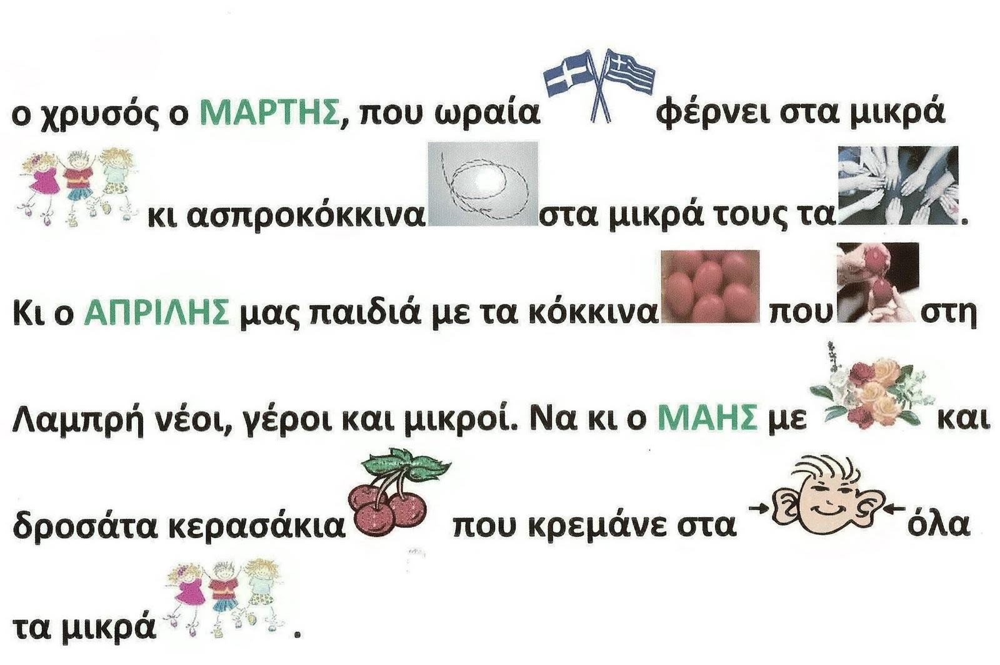 ο χρυσός ο ΜΑΡΤΗΣ, που ωραία φέρνει στα μικρά
κι ασπροκόκκινα στα μικρά τους τα .
Κι ο ΑΠΡΙΛΗΣ μας παιδιά με τα κόκκινα που στη
Λαμπρή νέοι, γέροι και μικροί. Να κι ο ΜΑΗΣ με και
δροσάτα κερασάκια που κρεμάνε στα όλα
τα μικρά .